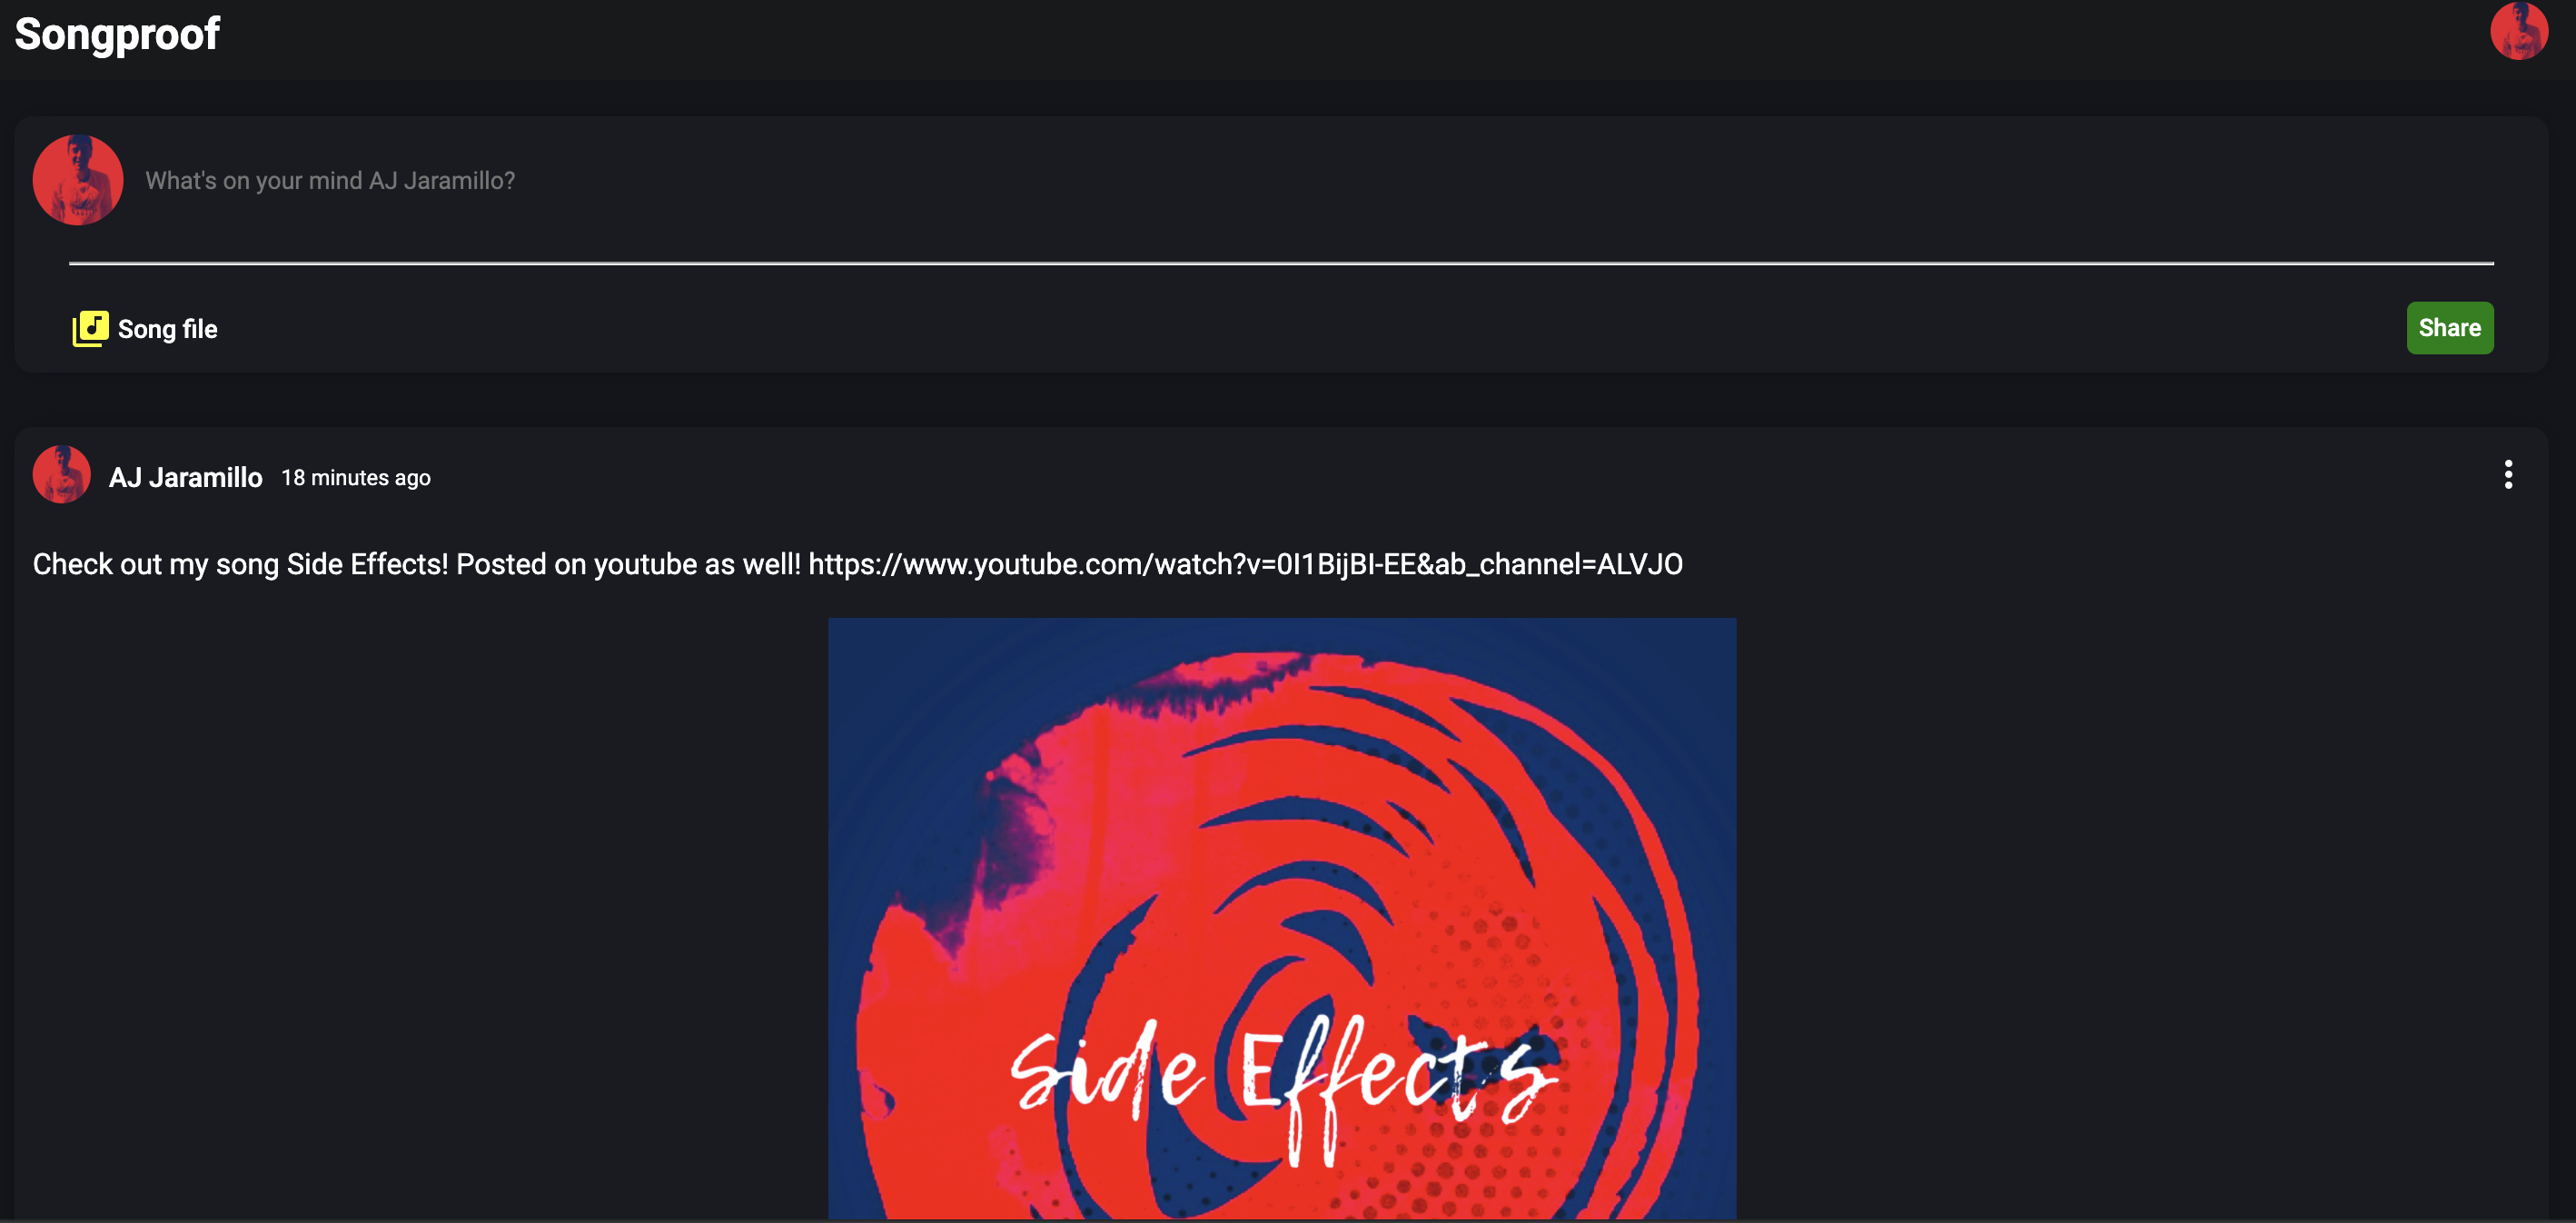 Songproof
What's on your mind AJ Jaramillo?
Song file
Share
AJ Jaramillo 18 minutes ago
Check out my song Side Effects! Posted on youtube as well! https://www.youtube.com/watch?v=0I1BijBI-EE&ab_channel=ALVJO
Side Effects